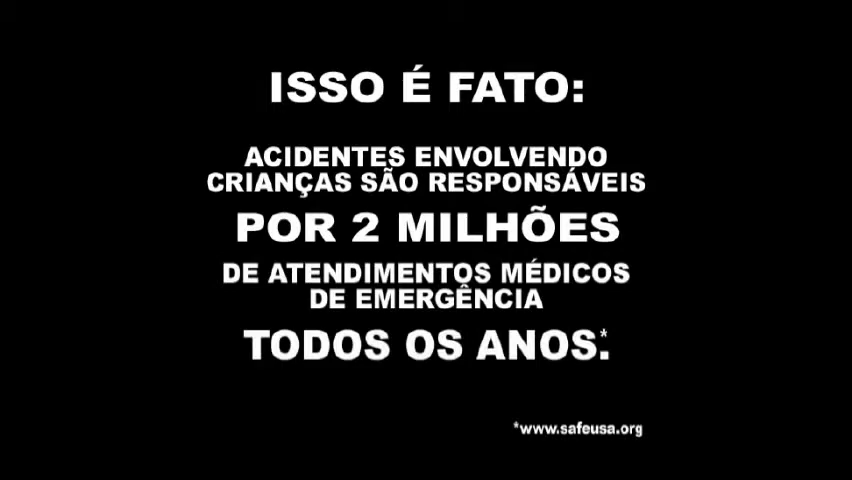 ISSO É FATO:
ACIDENTES ENVOLVENDO
CRIANÇAS SÃO RESPONSÁVEIS
POR 2 MILHÕES
DE ATENDIMENTOS MÉDICOS
DE EMERGÊNCIA
TODOS OS ANOS.*
*www.safeusa.org